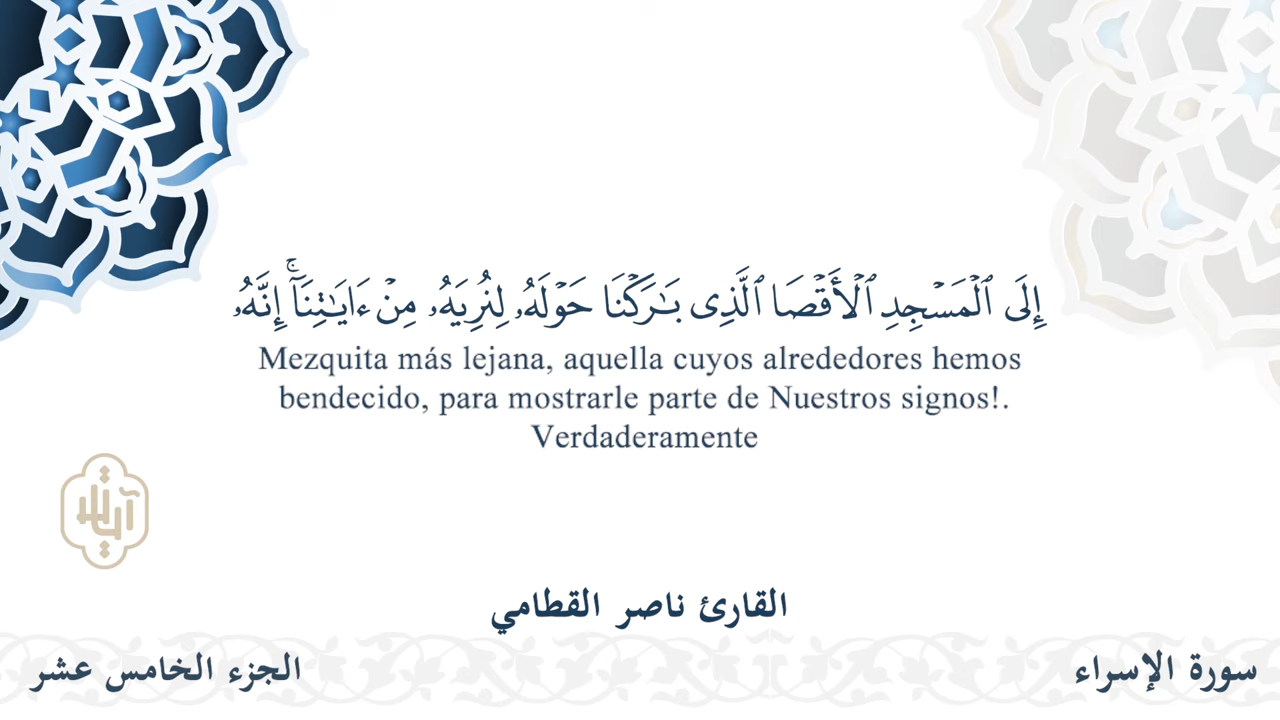 إِلَى ٱلْمَسْجِدِ ٱلْأَقْصَا ٱلَّذِى بَـٰرَكْنَا حَوْلَهُۥ لِنُرِيَهُۥ مِنْ ءَايَـٰتِنَآ ۚ إِنَّهُۥ
Mezquita más lejana, aquella cuyos alrededores hemos
bendecido, para mostrarle parte de Nuestros signos!.
Verdaderamente
القارئ ناصر القطامي
سورة الإسراء
الجزء الخامس عشر